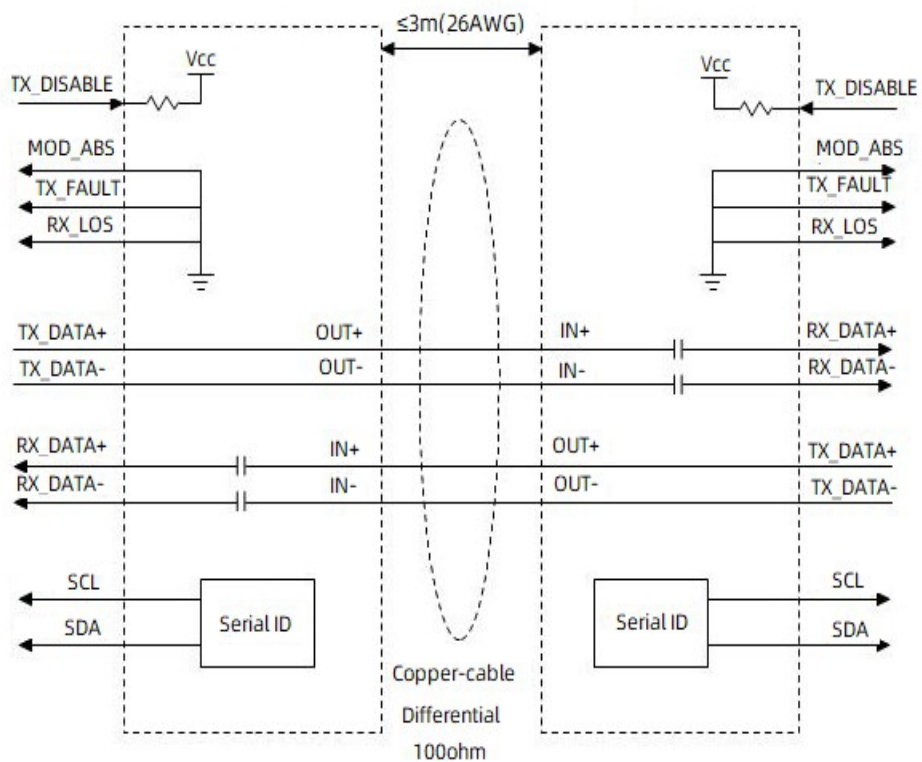 ≤3m(26AWG)
Vcc
Vcc
TX_DISABLE
TX_DISABLE
MOD_ABS
MOD_ABS
TX_FAULT
TX_FAULT
RX_LOS
RX_LOS
TX_DATA+
OUT+
IN+
RX_DATA+
TX_DATA-
OUT-
IN-
RX_DATA-
RX_DATA+
IN+
OUT+
TX_DATA+
RX_DATA-
IN-
OUT-
TX_DATA-
SCL
SCL
Serial ID
Serial ID
SDA
SDA
Copper-cable
Differential
100ohm